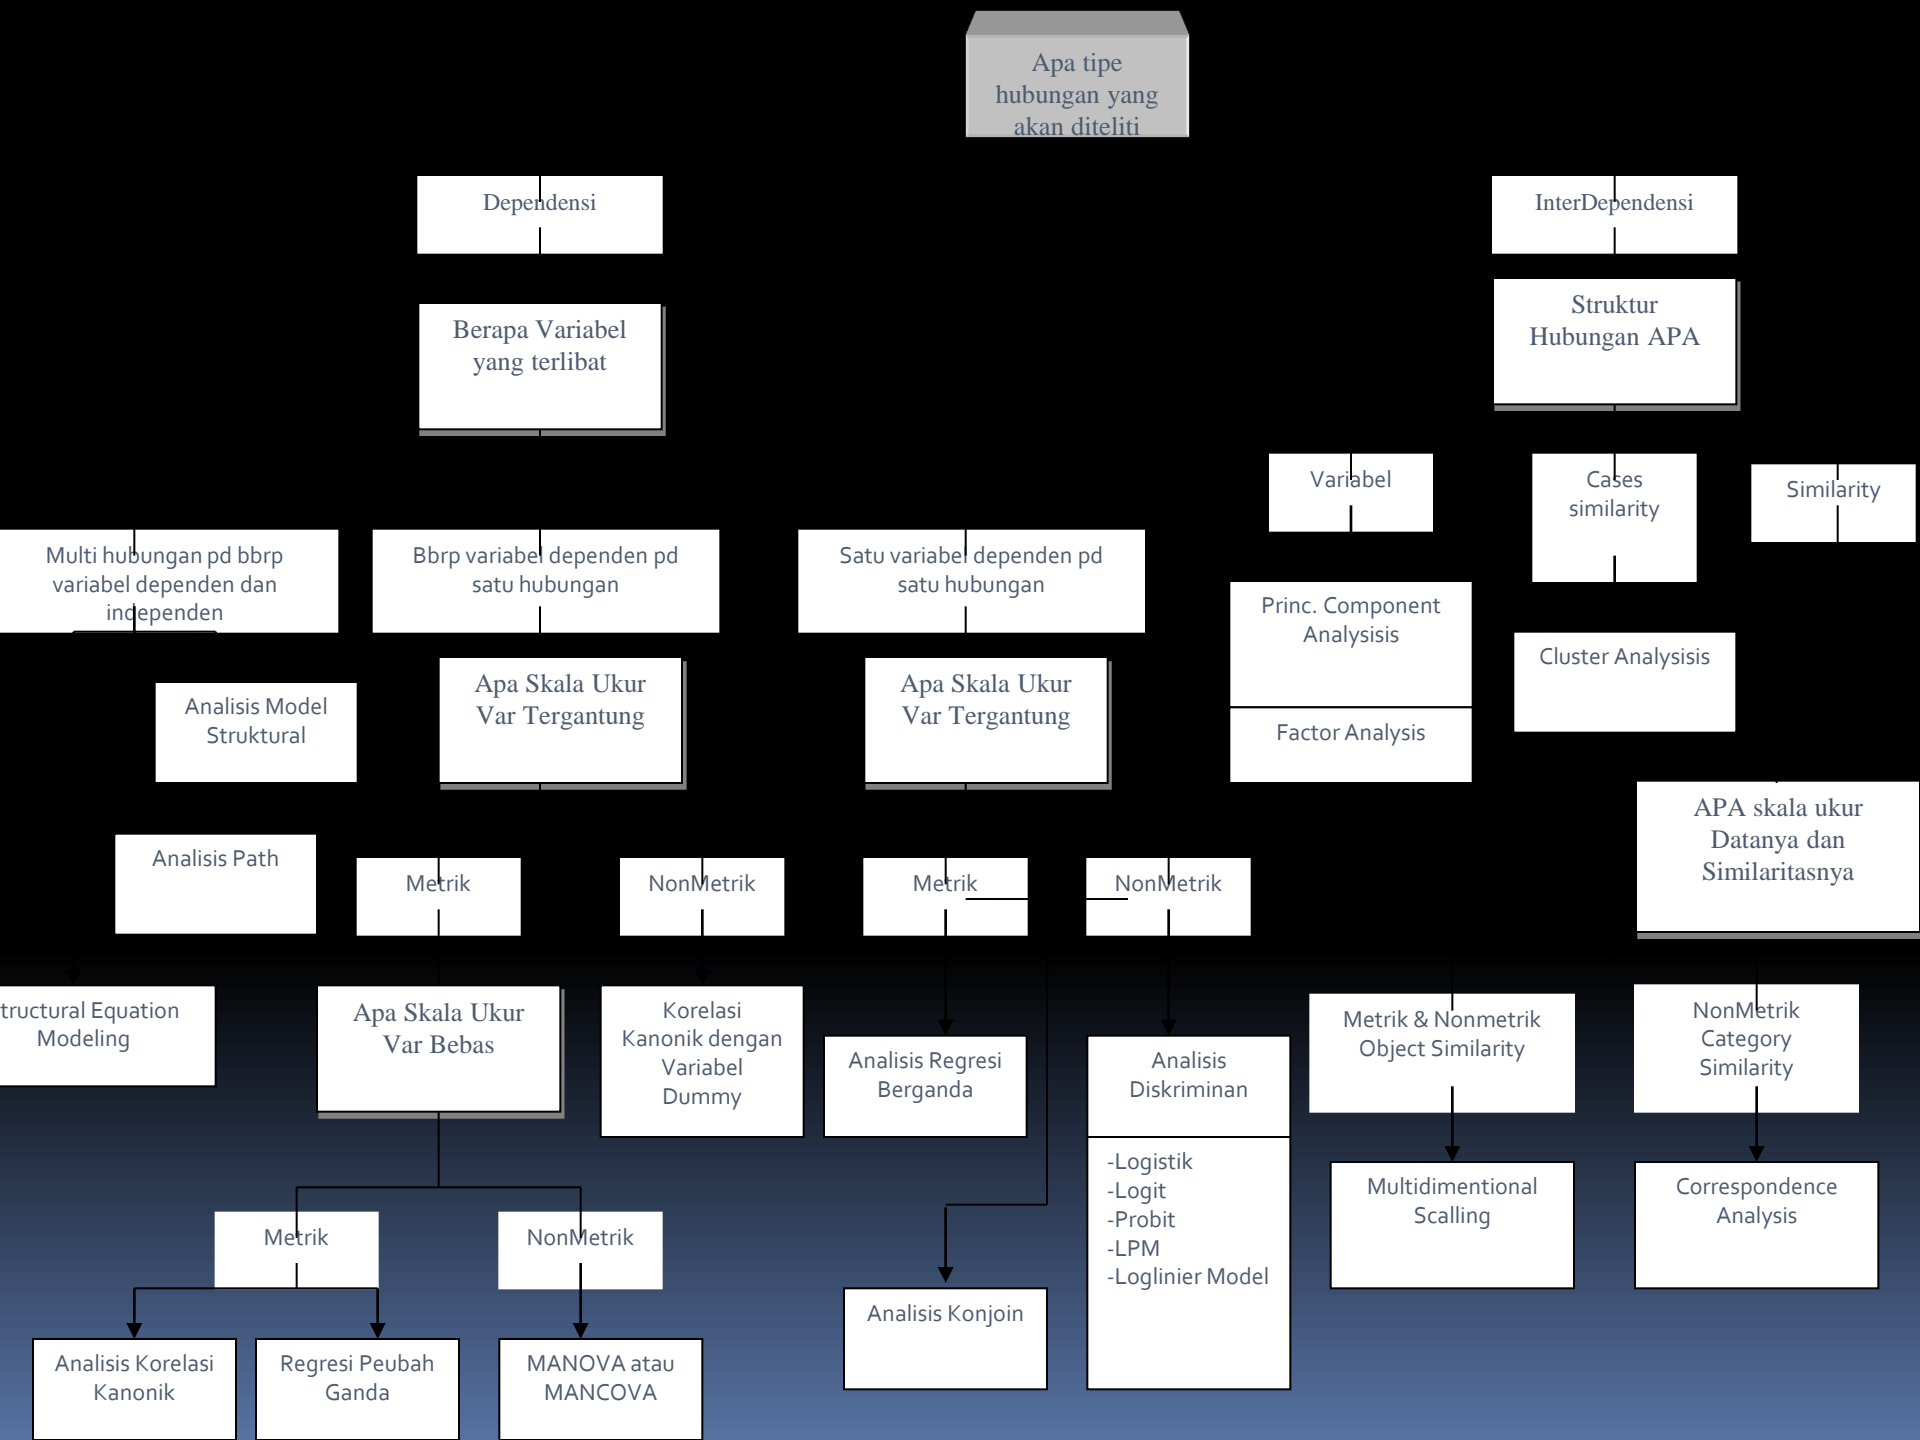 Apa tipe
hubungan yang
akan diteliti
Dependensi
InterDependensi
Berapa Variabel
yang terlibat
Struktur
Hubungan APA
Variabel
Cases
similarity
Similarity
Multi hubungan pd bbrp
variabel dependen dan
independen
Bbrp variabel dependen pd
satu hubungan
Satu variabel dependen pd
satu hubungan
Princ. Component
Analysisis
Factor Analysis
Cluster Analysisis
Analisis Model
Struktural
Apa Skala Ukur
Var Tergantung
Apa Skala Ukur
Var Tergantung
APA skala ukur
Datanya dan
Similaritasnya
Analisis Path
Metrik
NonMetrik
Metrik
NonMetrik
tructural Equation
Modeling
Apa Skala Ukur
Var Bebas
Korelasi
Kanonik dengan
Variabel
Dummy
Analisis Regresi
Berganda
Analisis
Diskriminan
-Logistik
-Logit
-Probit
-LPM
-Loglinier Model
Metrik & Nonmetrik
Object Similarity
NonMetrik
Category
Similarity
Multidimentional
Scalling
Correspondence
Analysis
Metrik
NonMetrik
Analisis Konjoin
Analisis Korelasi
Kanonik
Regresi Peubah
Ganda
MANOVA atau
MANCOVA